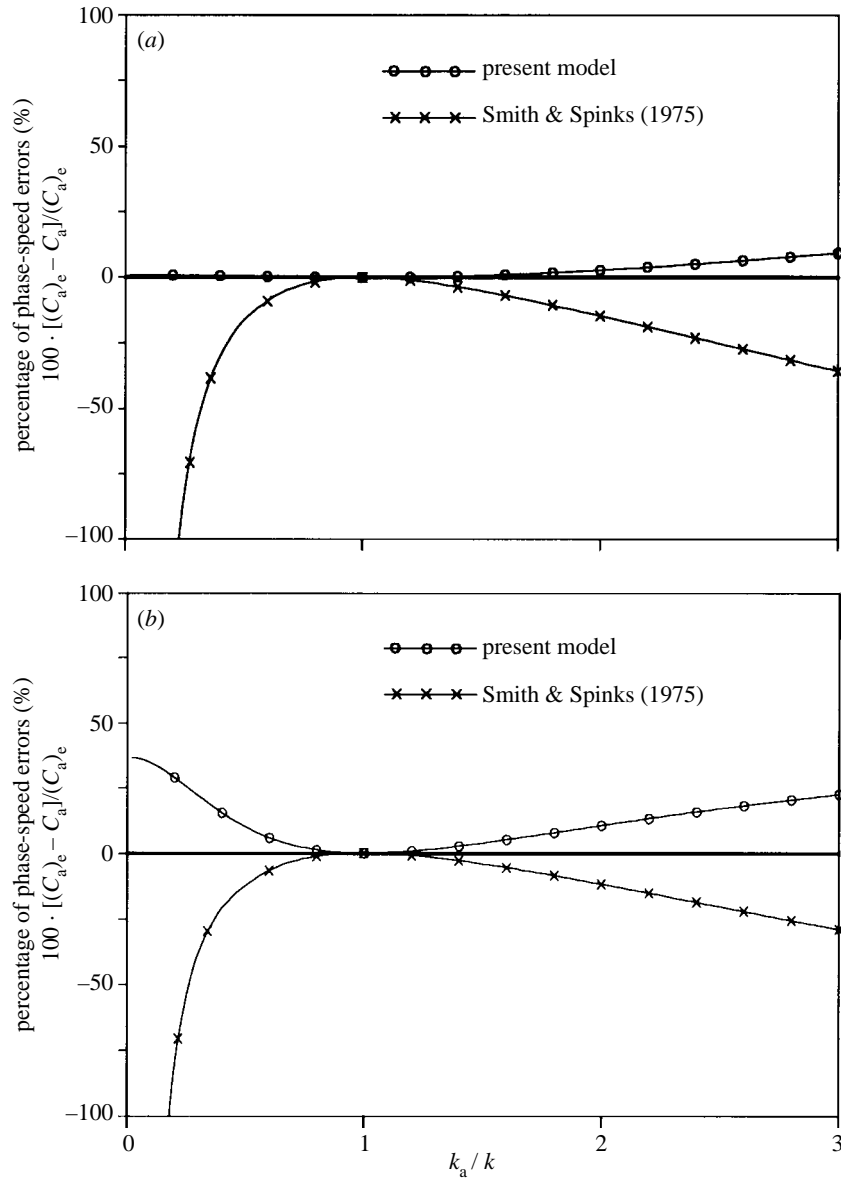 100
(a)
present model
Smith & Spinks (1975)
50
0
–50
–100
percentage of phase-speed errors (%)
100 · [(Ca)e – Ca]/(Ca)e
100
(b)
present model
Smith & Spinks (1975)
50
0
–50
–100
percentage of phase-speed errors (%)
100 · [(Ca)e – Ca]/(Ca)e
0
1
2
3
ka / k